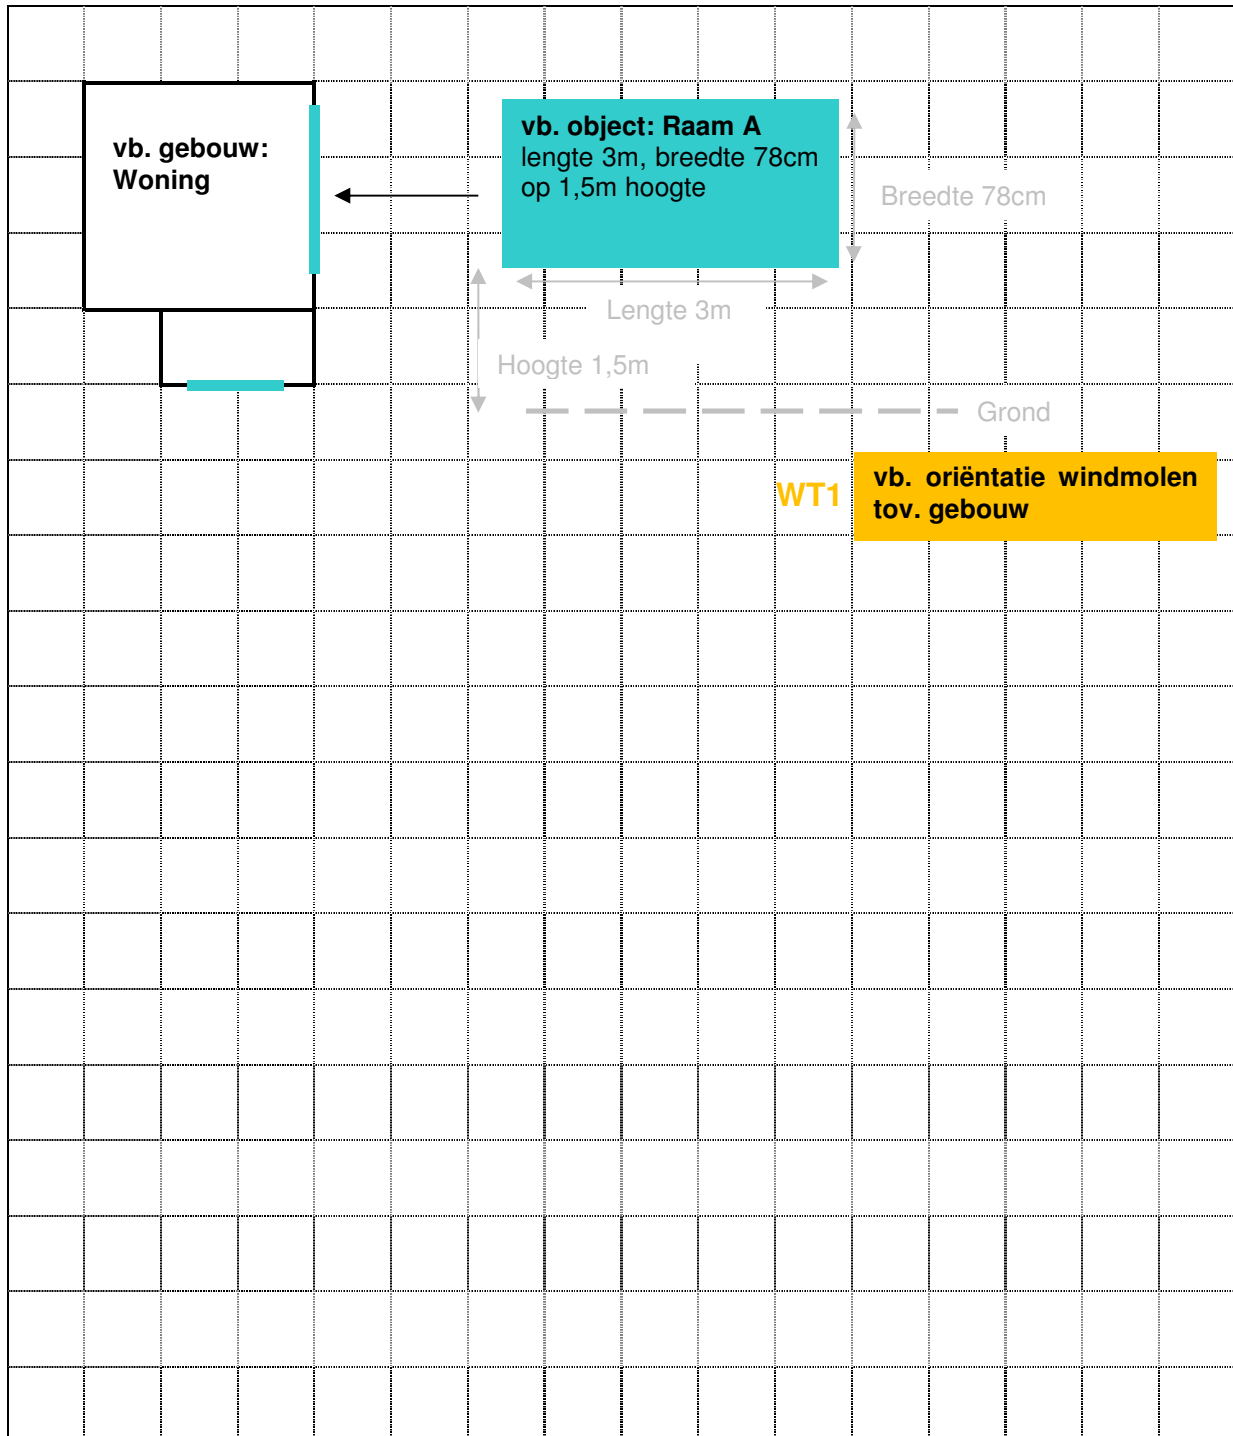 vb. gebouw:
Woning
vb. object: Raam A
lengte 3m, breedte 78cm
op 1,5m hoogte
Breedte 78cm
Lengte 3m
Hoogte 1,5m
Grond
WT1
vb. oriëntatie windmolen
tov. gebouw